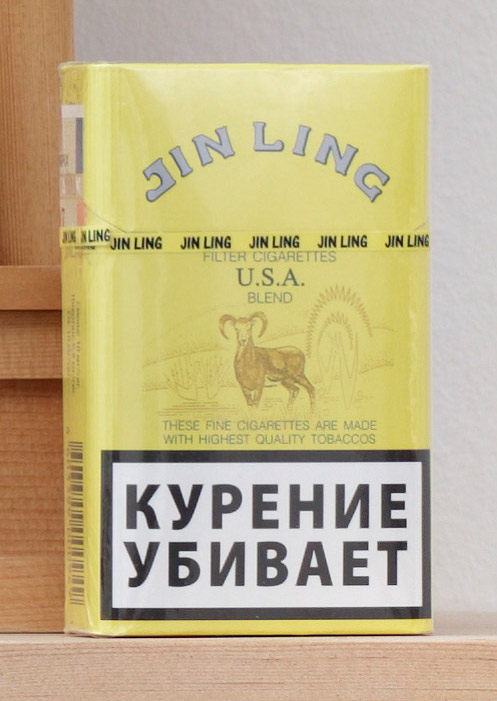 JIN LING
JIN LING JIN LING JIN LING JIN LING JIN LING JIN LING
FILTER CIGARETTES
U.S.A.
BLEND
THESE FINE CIGARETTES ARE MADE
WITH HIGHEST QUALITY TOBACCOS
КУРЕНИЕ
УБИВАЕТ